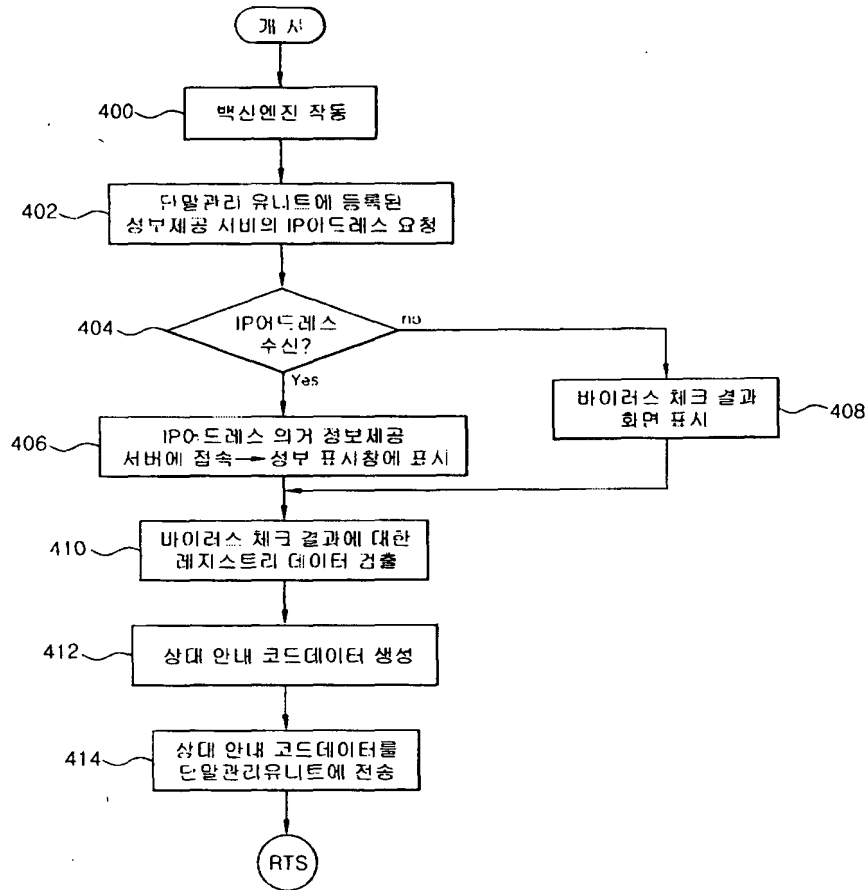 개 시
400
백신엔진 작동
402
단말관리 유니트에 등록된
정보제공 서버의 IP어드레스 요청
404
IP어드레스
수신?
no
Yes
406
IP어드레스 의거 정보제공
서버에 접속→정보 표시창에 표시
바이러스 체크 결과
화면 표시
408
410
바이러스 체크 결과에 대한
레지스트리 데이터 검출
412
상태 안내 코드데이터 생성
414
상태 안내 코드데이터를
단말관리유니트에 전송
RTS